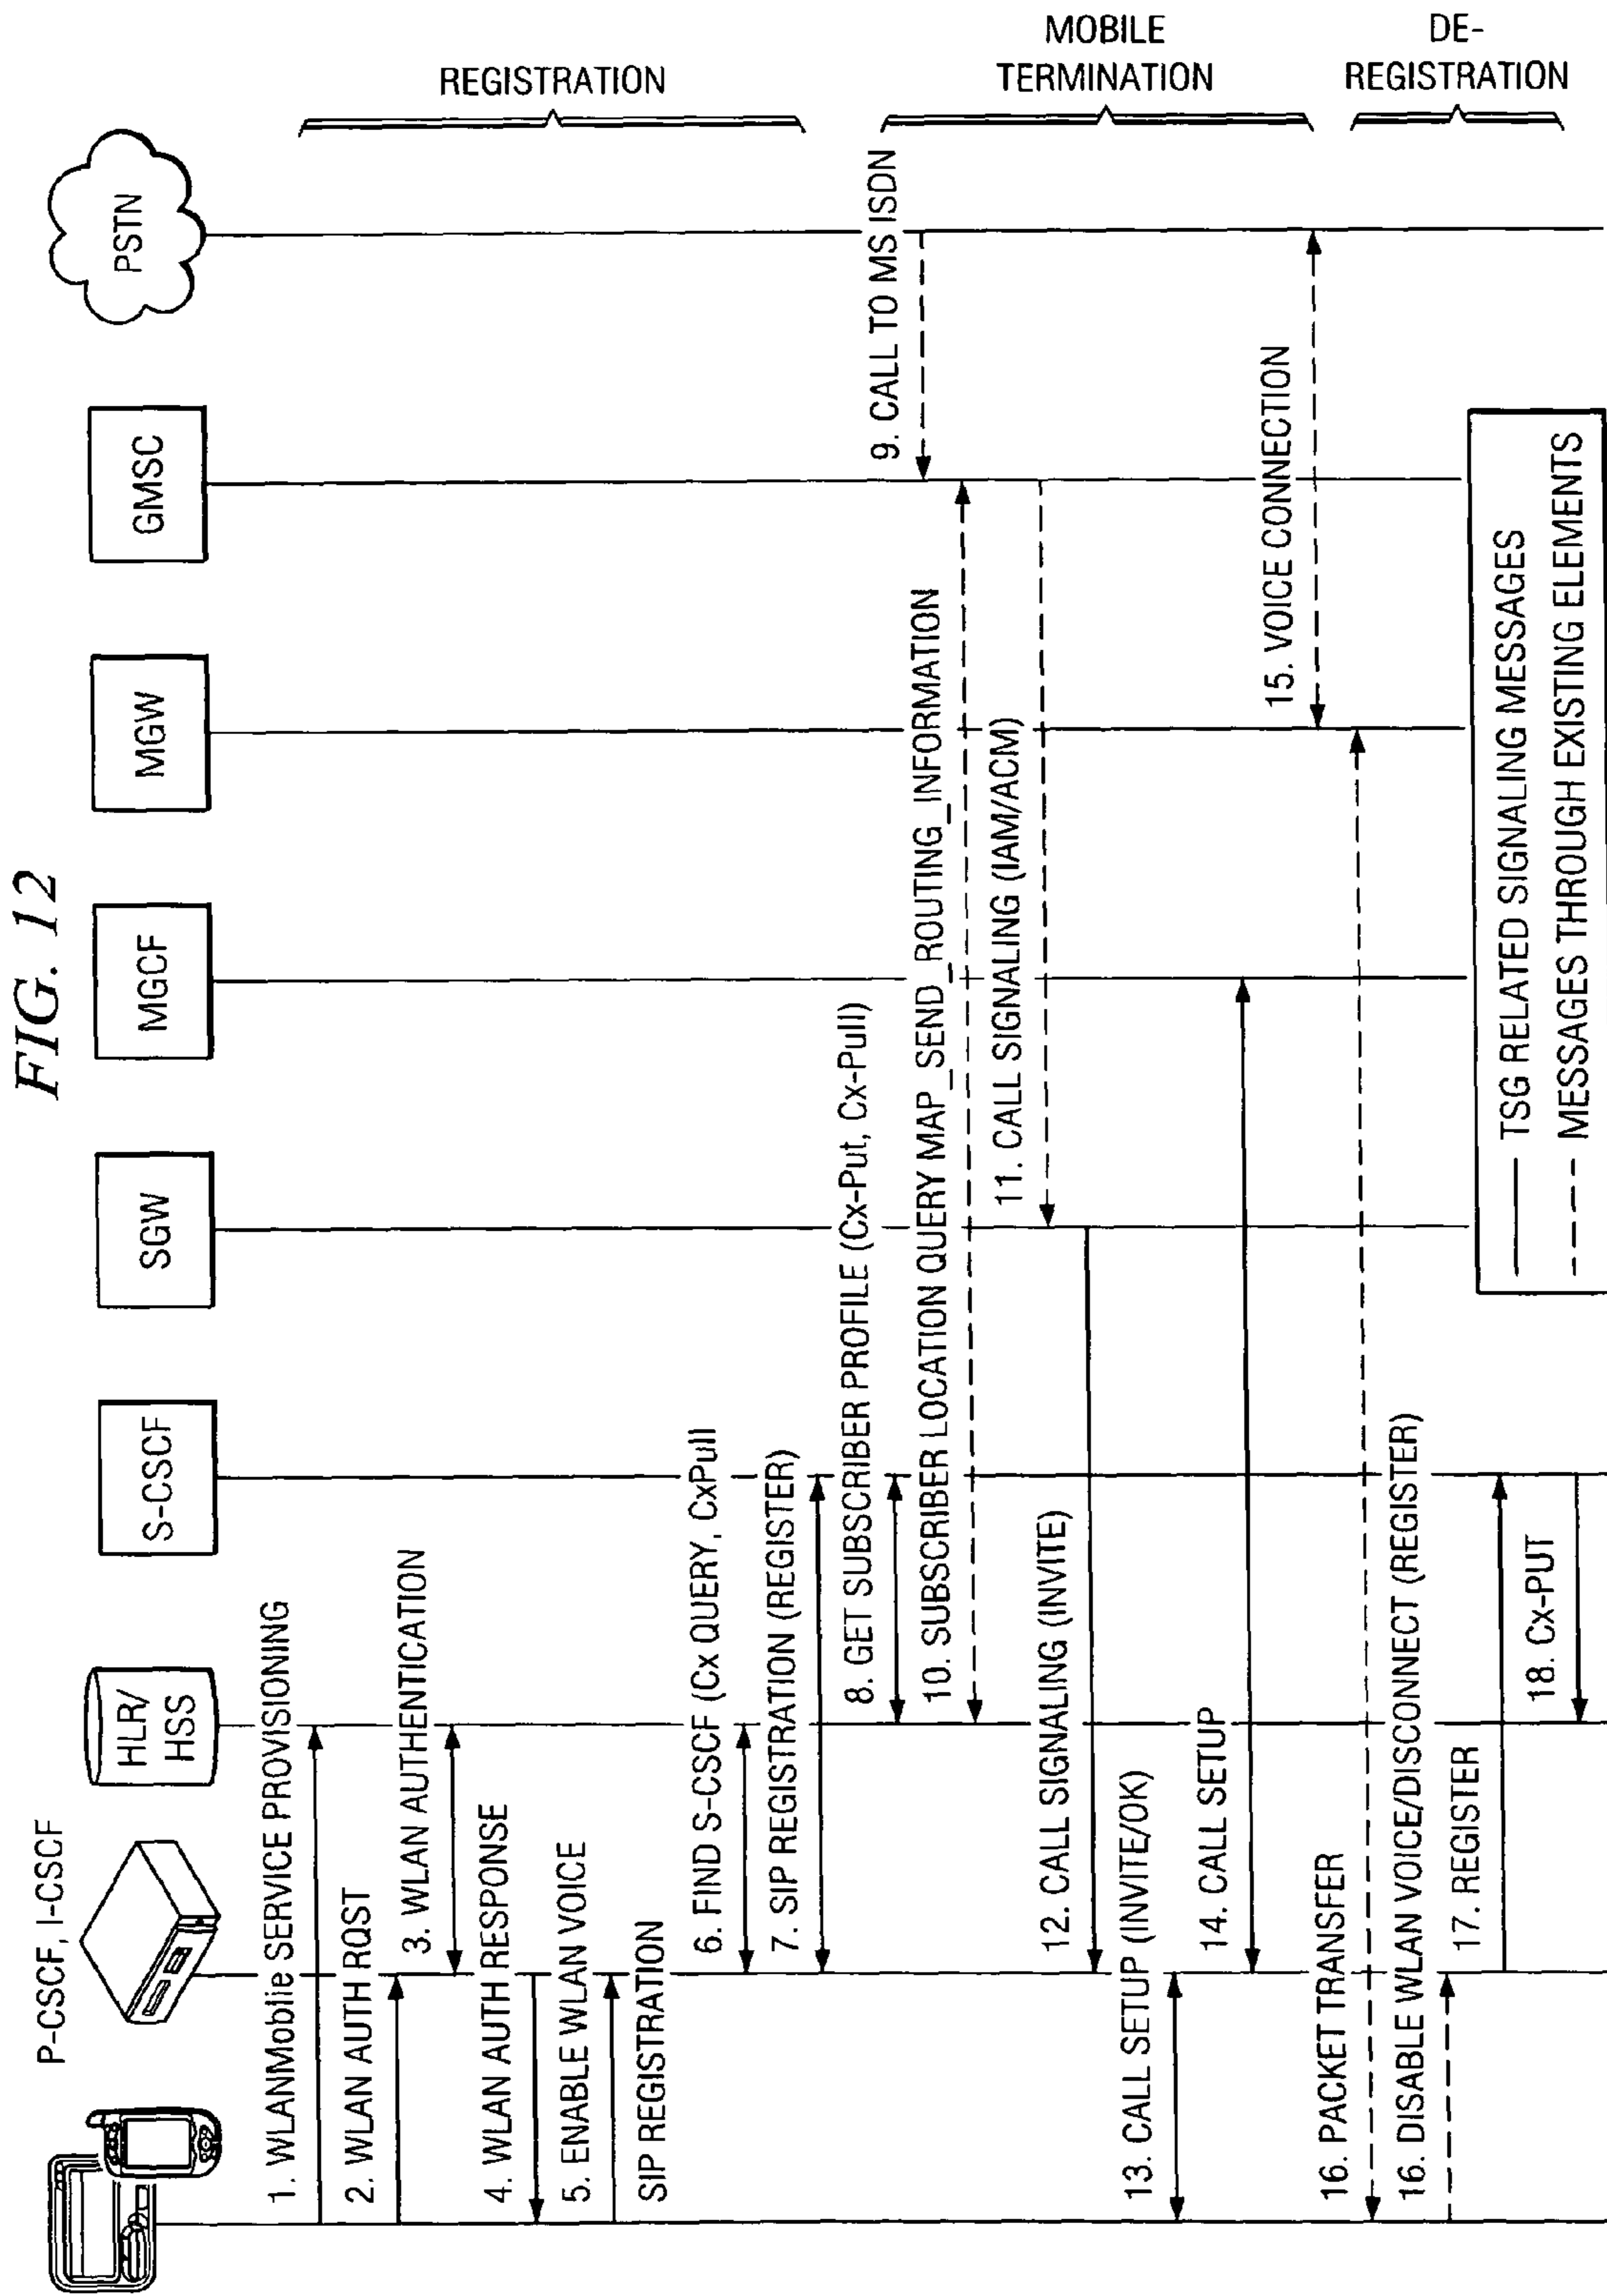 FIG. 12
P-CSCF, I-CSCF
HLR/
HSS
S-CSCF
SGW
MGCF
MGW
GMSC
PSTN
REGISTRATION
1. WLANMobile SERVICE PROVISIONING
2. WLAN AUTH RQST
3. WLAN AUTHENTICATION
4. WLAN AUTH RESPONSE
5. ENABLE WLAN VOICE
SIP REGISTRATION
6. FIND S-CSCF (Cx QUERY, CxPull
7. SIP REGISTRATION (REGISTER)
8. GET SUBSCRIBER PROFILE (Cx-Put, Cx-Pull)
MOBILE
TERMINATION
9. CALL TO MS ISDN
10. SUBSCRIBER LOCATION QUERY MAP_SEND_ROUTING_INFORMATION
11. CALL SIGNALING (IAM/ACM)
12. CALL SIGNALING (INVITE)
13. CALL SETUP (INVITE/OK)
14. CALL SETUP
15. VOICE CONNECTION
16. PACKET TRANSFER
DE-
REGISTRATION
16. DISABLE WLAN VOICE/DISCONNECT (REGISTER)
17. REGISTER
18. Cx-PUT
TSG RELATED SIGNALING MESSAGES
MESSAGES THROUGH EXISTING ELEMENTS